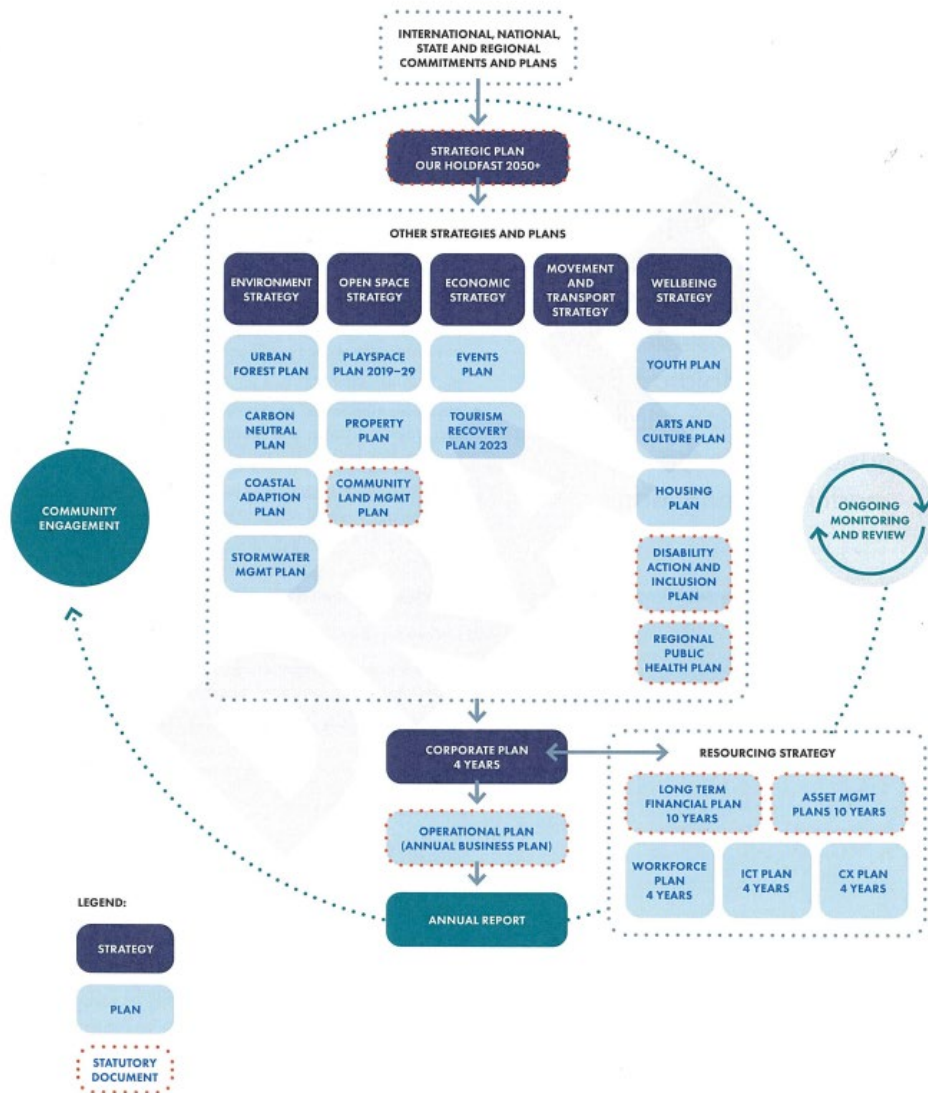 INTERNATIONAL, NATIONAL,
STATE AND REGIONAL
COMMITMENTS AND PLANS
STRATEGIC PLAN
OUR HOLDFAST 2050+
OTHER STRATEGIES AND PLANS
ENVIRONMENT
STRATEGY
OPEN SPACE
STRATEGY
ECONOMIC
STRATEGY
MOVEMENT
AND
TRANSPORT
STRATEGY
WELLBEING
STRATEGY
URBAN
FOREST PLAN
PLAYSPACE
PLAN 2019–29
EVENTS
PLAN
YOUTH PLAN
CARBON
NEUTRAL
PLAN
PROPERTY
PLAN
TOURISM
RECOVERY
PLAN 2023
ARTS AND
CULTURE PLAN
COASTAL
ADAPTION
PLAN
COMMUNITY
LAND MGMT
PLAN
HOUSING
PLAN
STORMWATER
MGMT PLAN
DISABILITY
ACTION AND
INCLUSION
PLAN
REGIONAL
PUBLIC
HEALTH PLAN
COMMUNITY
ENGAGEMENT
ONGOING
MONITORING
AND REVIEW
CORPORATE PLAN
4 YEARS
RESOURCING STRATEGY
LONG TERM
FINANCIAL PLAN
10 YEARS
ASSET MGMT
PLANS 10 YEARS
OPERATIONAL PLAN
(ANNUAL BUSINESS PLAN)
WORKFORCE
PLAN
4 YEARS
ICT PLAN
4 YEARS
CX PLAN
4 YEARS
ANNUAL REPORT
LEGEND:
STRATEGY
PLAN
STATUTORY
DOCUMENT
DRAFT